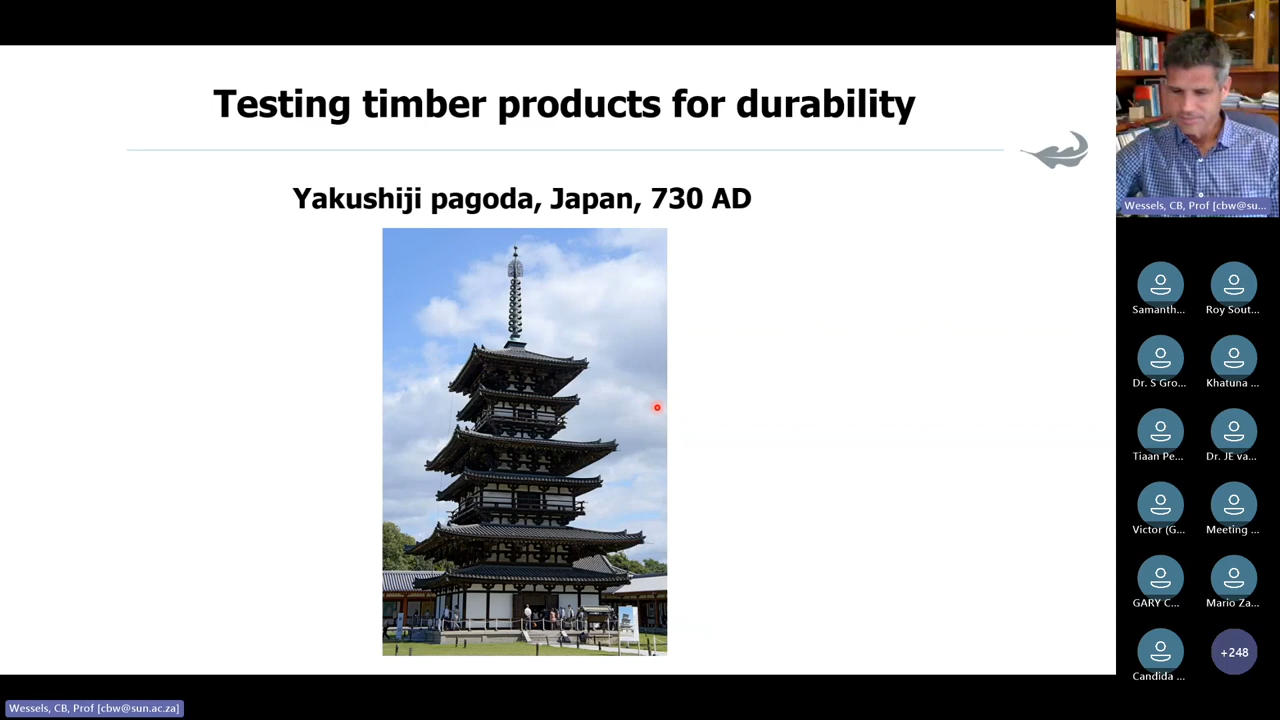 Testing timber products for durability
Yakushiji pagoda, Japan, 730 AD
Wessels, CB, Prof [cbw@su...
Samanth...
Roy Sout...
Dr. S Gro...
Khatuna ...
Tiaan Pe...
Dr. JE va...
Victor (G...
Meeting ...
GARY C...
Mario Za...
Candida ...
+248
Wessels, CB, Prof [cbw@sun.ac.za]